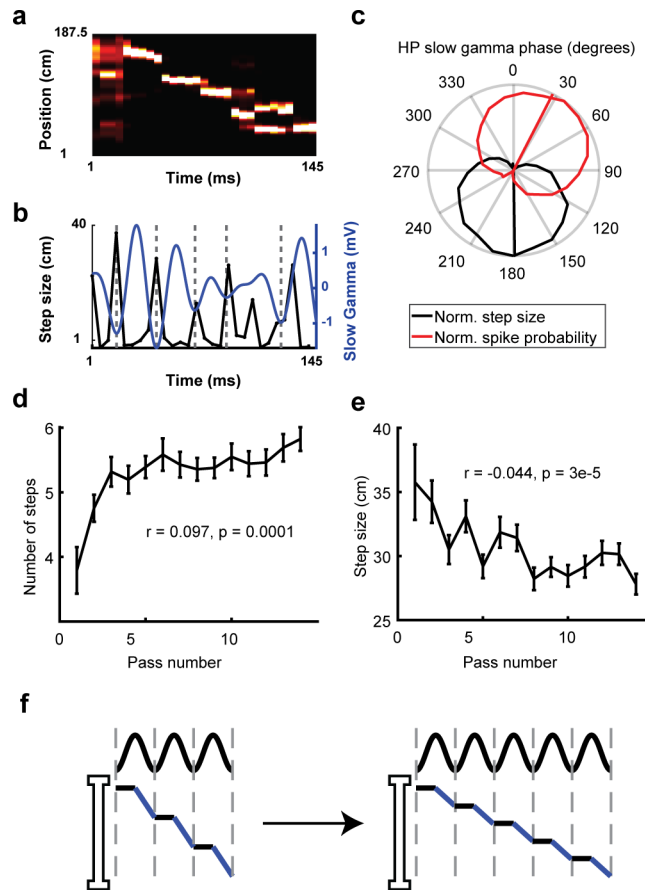 a
187.5
Position (cm)
1
1
145
Time (ms)
b
40
Step size (cm)
1
1
0
-1
Slow Gamma (mV)
1
145
Time (ms)
c
HP slow gamma phase (degrees)
0
30
60
90
120
150
180
210
240
270
300
330
Norm. step size
Norm. spike probability
d
6
5
4
Number of steps
r = 0.097, p = 0.0001
0
5
10
Pass number
e
40
35
30
25
Step size (cm)
r = -0.044, p = 3e-5
0
5
10
Pass number
f